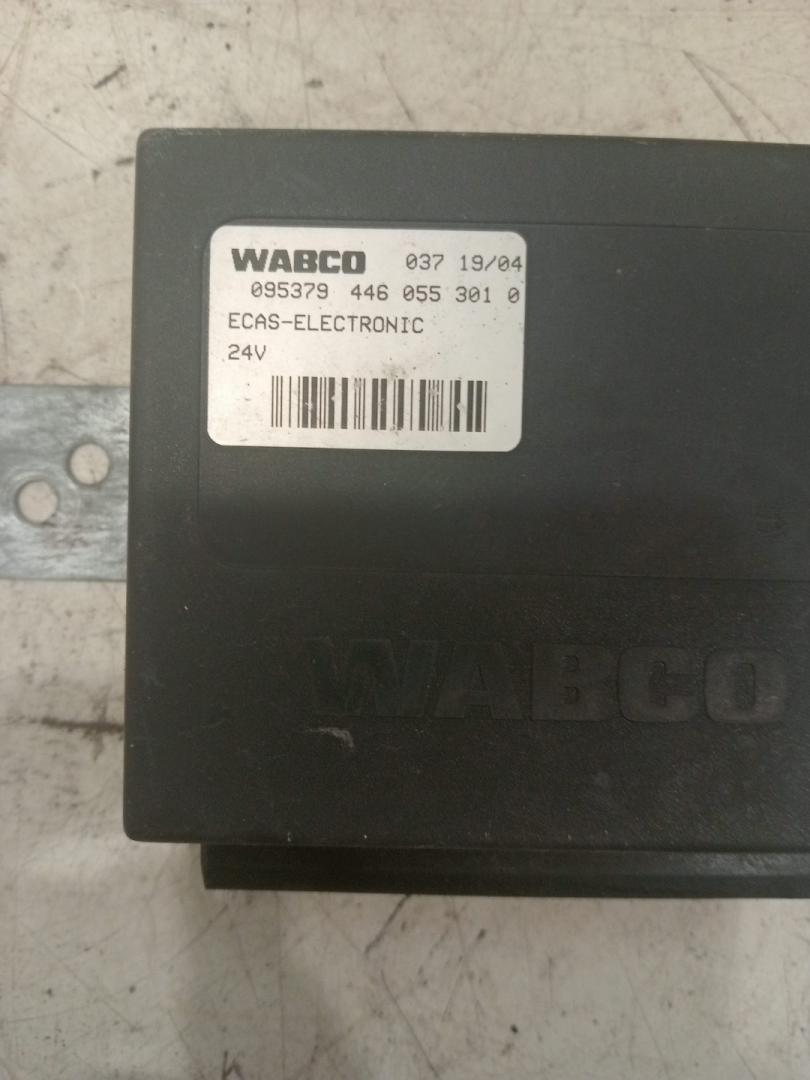 WABCO 037 19/04
095379 446 055 301 0
ECAS-ELECTRONIC
24V
WABCO